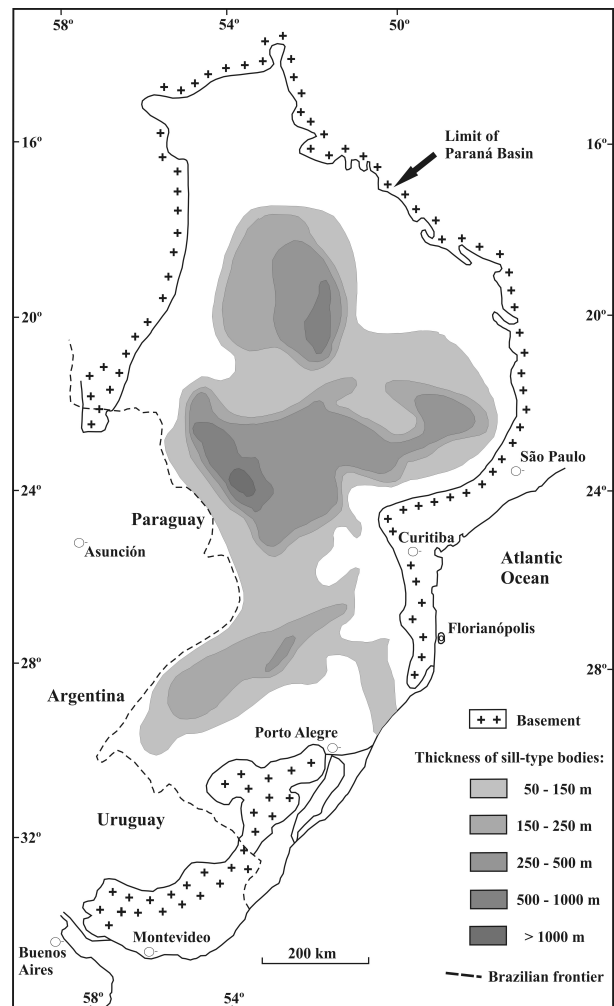 58º
54º
50º
16º
16º
Limit of
Paraná Basin
20º
20º
São Paulo
24º
24º
Paraguay
Curitiba
Asunción
Atlantic
Ocean
Florianópolis
28º
28º
Argentina
Basement
Porto Alegre
Thickness of sill-type bodies:
50 - 150 m
150 - 250 m
Uruguay
250 - 500 m
32º
500 - 1000 m
> 1000 m
Montevideo
Buenos
Aires
200 km
Brazilian frontier
58º
54º